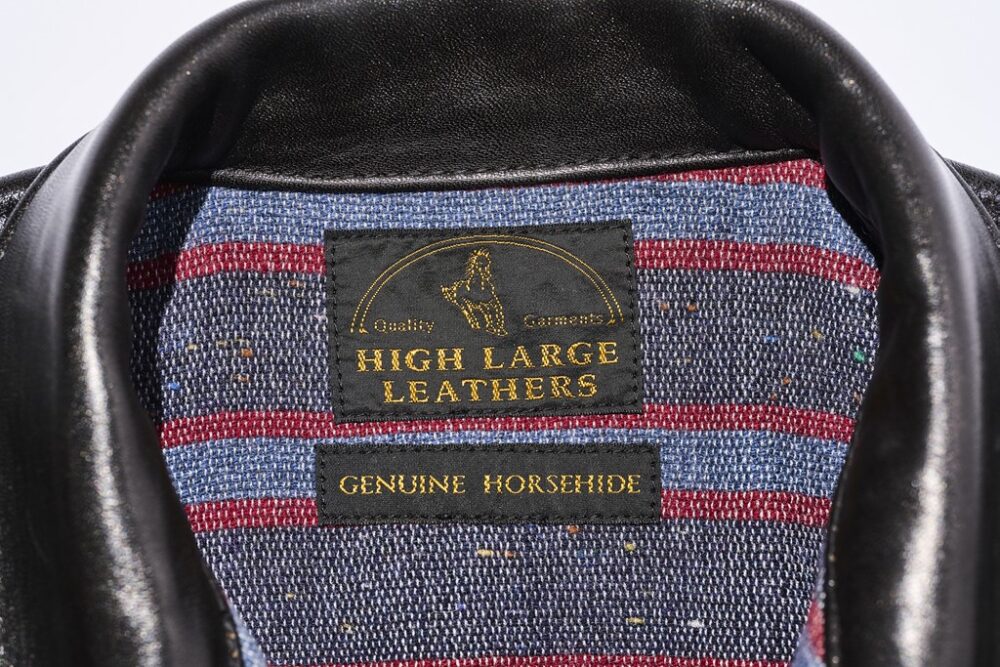 Quality Garments
HIGH LARGE
LEATHERS
GENUINE HORSEHIDE